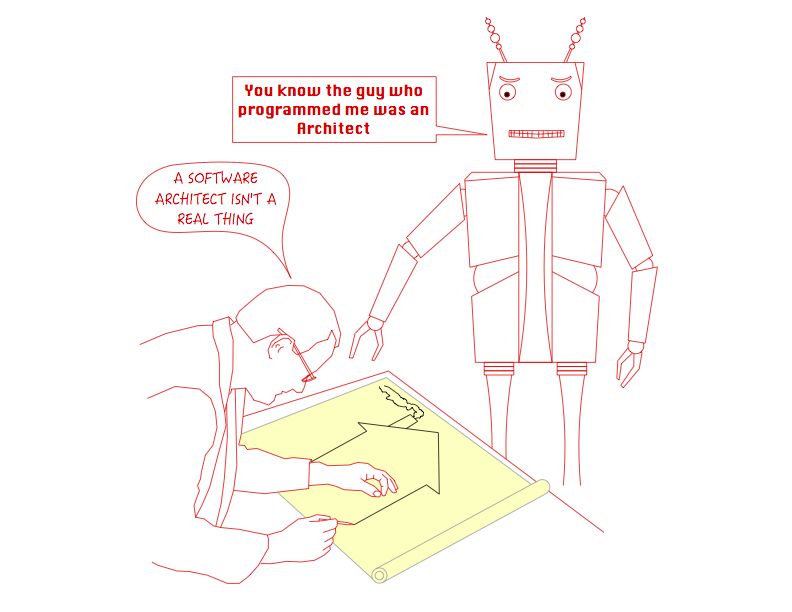 You know the guy who
programmed me was an
Architect
A SOFTWARE
ARCHITECT ISN'T A
REAL THING